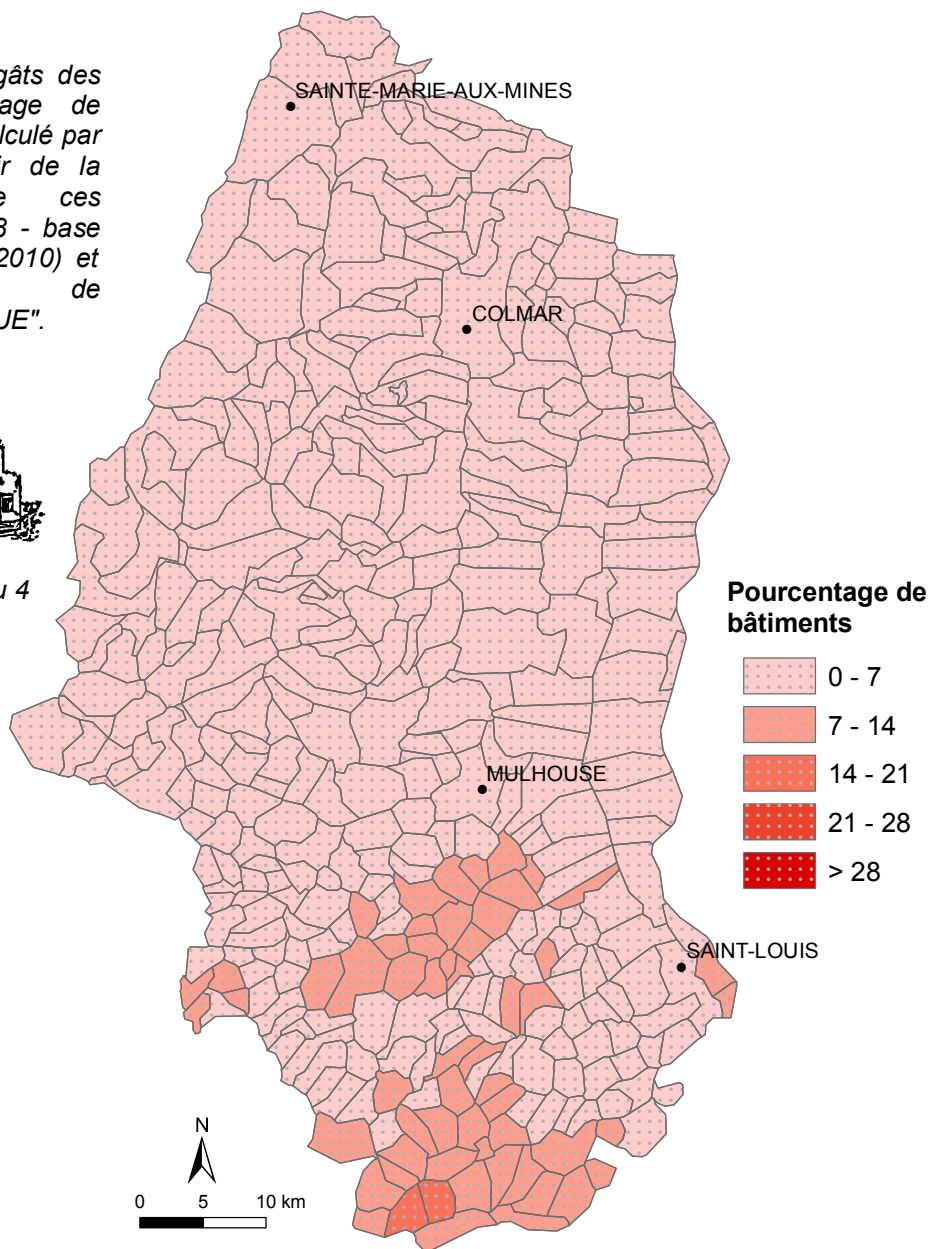 gâts des
age de
lculé par
ir de la
e ces
3 - base
2010) et
de
UE".
u 4
SAINTE-MARIE-AUX-MINES
COLMAR
MULHOUSE
SAINT-LOUIS
Pourcentage de
bâtiments
0 - 7
7 - 14
14 - 21
21 - 28
> 28
N
0 5 10 km